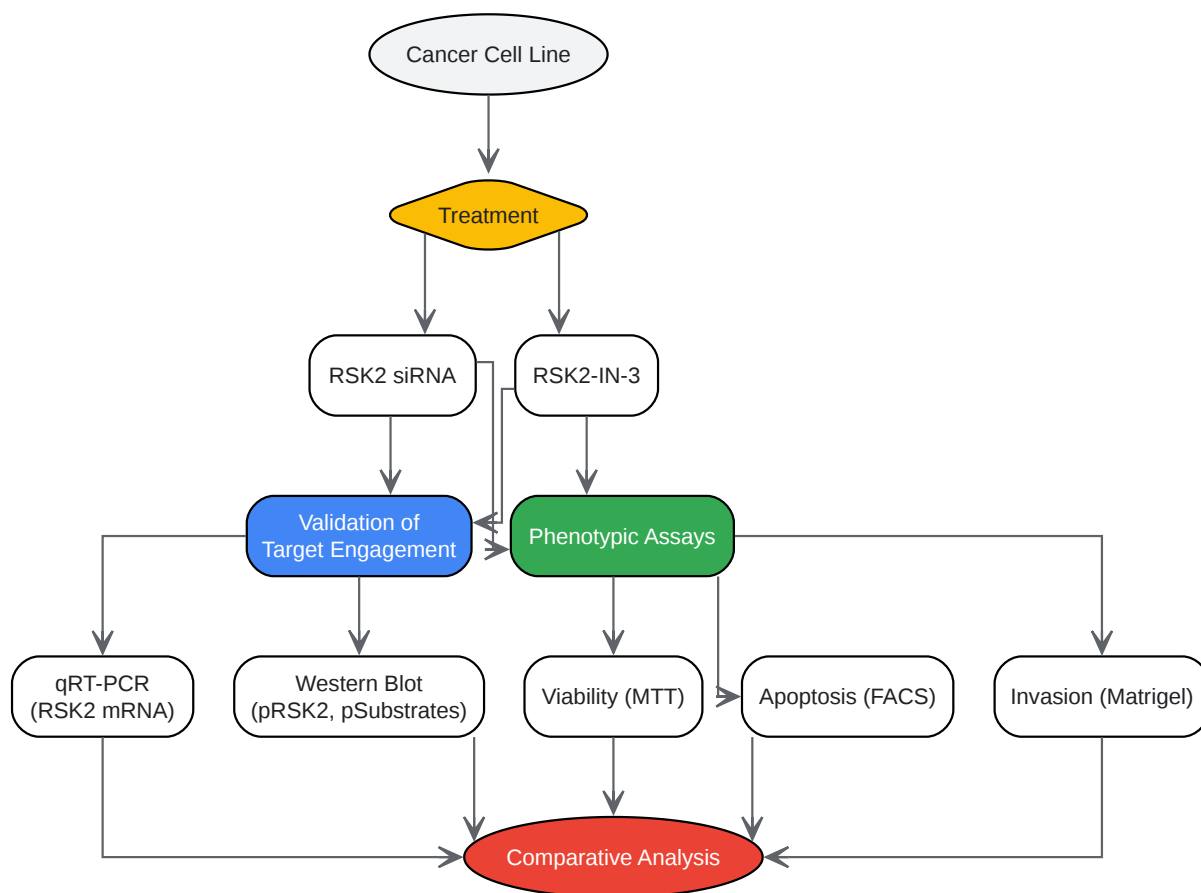 Cancer Cell Line
Treatment
RSK2 siRNA
RSK2-IN-3
Validation of
Target Engagement
Phenotypic Assays
qRT-PCR
(RSK2 mRNA)
Western Blot
(pRSK2, pSubstrates)
Viability (MTT)
Apoptosis (FACS)
Invasion (Matrigel)
Comparative Analysis